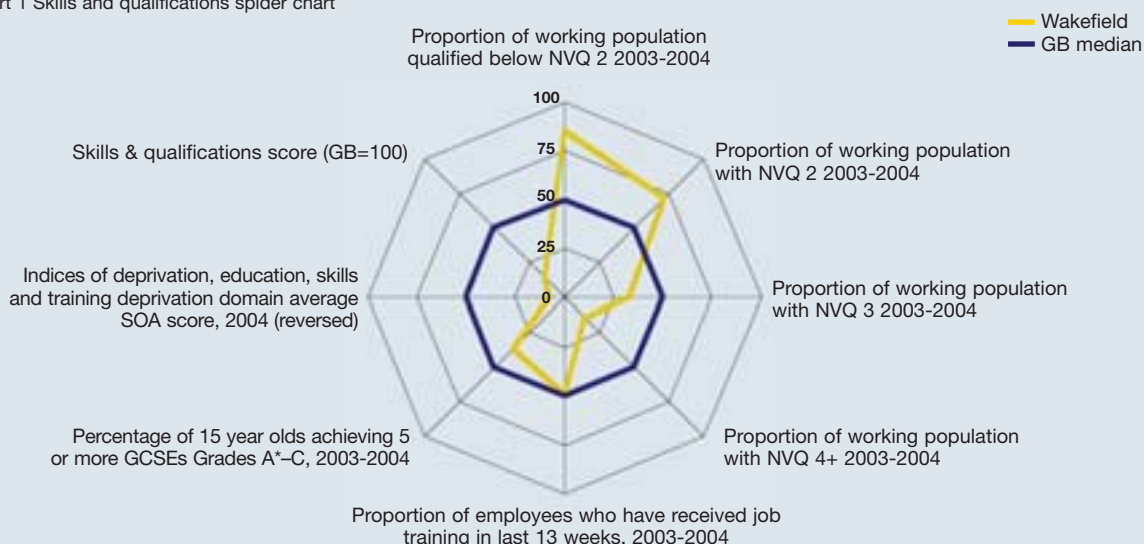 rt 1 Skills and qualifications spider chart
Wakefield
GB median
Proportion of working population
qualified below NVQ 2 2003-2004
100
75
50
25
0
Skills & qualifications score (GB=100)
Proportion of working population
with NVQ 2 2003-2004
Indices of deprivation, education, skills
and training deprivation domain average
SOA score, 2004 (reversed)
Proportion of working population
with NVQ 3 2003-2004
Percentage of 15 year olds achieving 5
or more GCSEs Grades A*–C, 2003-2004
Proportion of working population
with NVQ 4+ 2003-2004
Proportion of employees who have received job
training in last 13 weeks, 2003-2004